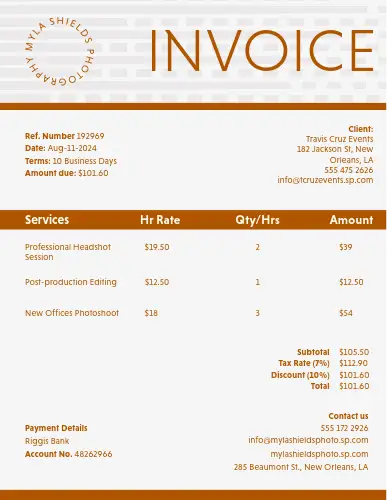 MYLA SHIELDS PHOTOGRAPHY
INVOICE
Ref. Number 192969
Date: Aug-11-2024
Terms: 10 Business Days
Amount due: $101.60
Client:
Travis Cruz Events
182 Jackson St, New
Orleans, LA
555 475 2626
info@tcruzevents.sp.com
Services Hr Rate Qty/Hrs Amount
Professional Headshot
Session
$19.50 2 $39
Post-production Editing $12.50 1 $12.50
New Offices Photoshoot $18 3 $54
Subtotal $105.50
Tax Rate (7%) $112.90
Discount (10%) $101.60
Total $101.60
Payment Details
Riggis Bank
Account No. 48262966
Contact us
555 172 2926
info@mylashieldsphoto.sp.com
mylashieldsphoto.sp.com
285 Beaumont St., New Orleans, LA